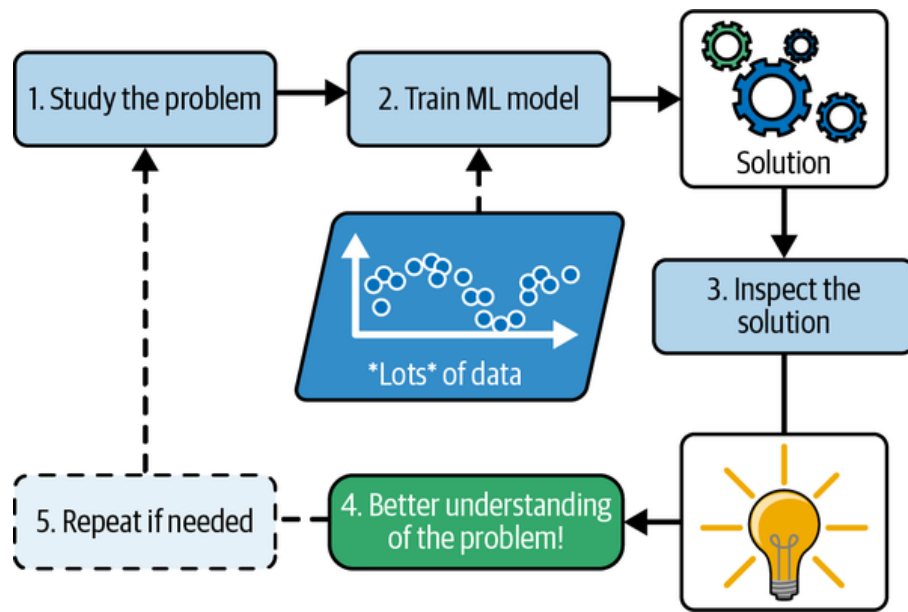 1. Study the problem
2. Train ML model
Solution
*Lots* of data
3. Inspect the
solution
4. Better understanding
of the problem!
5. Repeat if needed